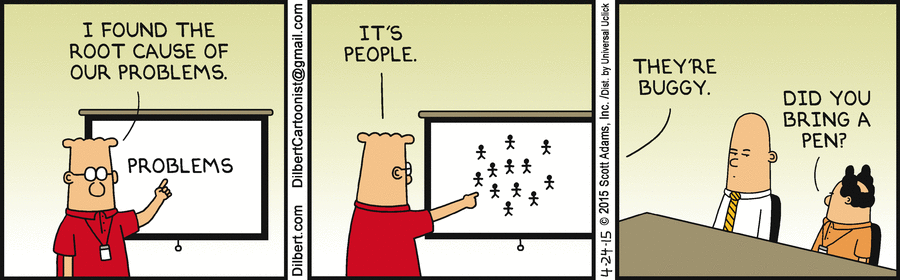 I FOUND THE
ROOT CAUSE OF
OUR PROBLEMS.
PROBLEMS
Dilbert.com DilbertCartoonist@gmail.com
IT'S
PEOPLE.
4-24-15 © 2015 Scott Adams, Inc. /Dist. by Universal Uclick
THEY'RE
BUGGY.
DID YOU
BRING A
PEN?